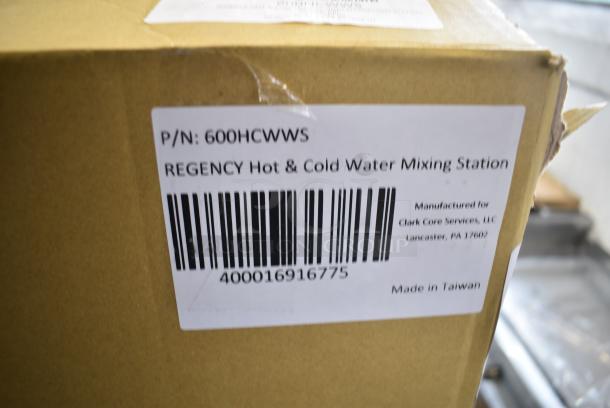 P/N: 600HCWWS
REGENCY Hot & Cold Water Mixing Station
Manufactured for
Clark Core Services, LLC
Lancaster, PA 17602
400016916775
Made in Taiwan